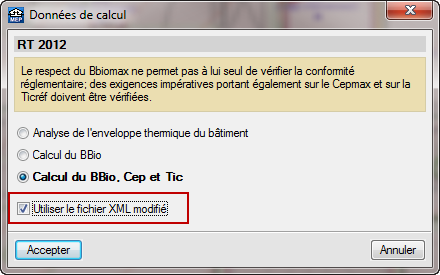 MEP
Données de calcul
RT 2012
Le respect du Bbiomax ne permet pas à lui seul de vérifier la conformité
réglementaire; des exigences impératives portant également sur le Cepmax et sur la
Ticréf doivent être vérifiées.
Analyse de l'enveloppe thermique du bâtiment
Calcul du BBio
Calcul du BBio, Cep et Tic
Utiliser le fichier XML modifié
Accepter
Annuler